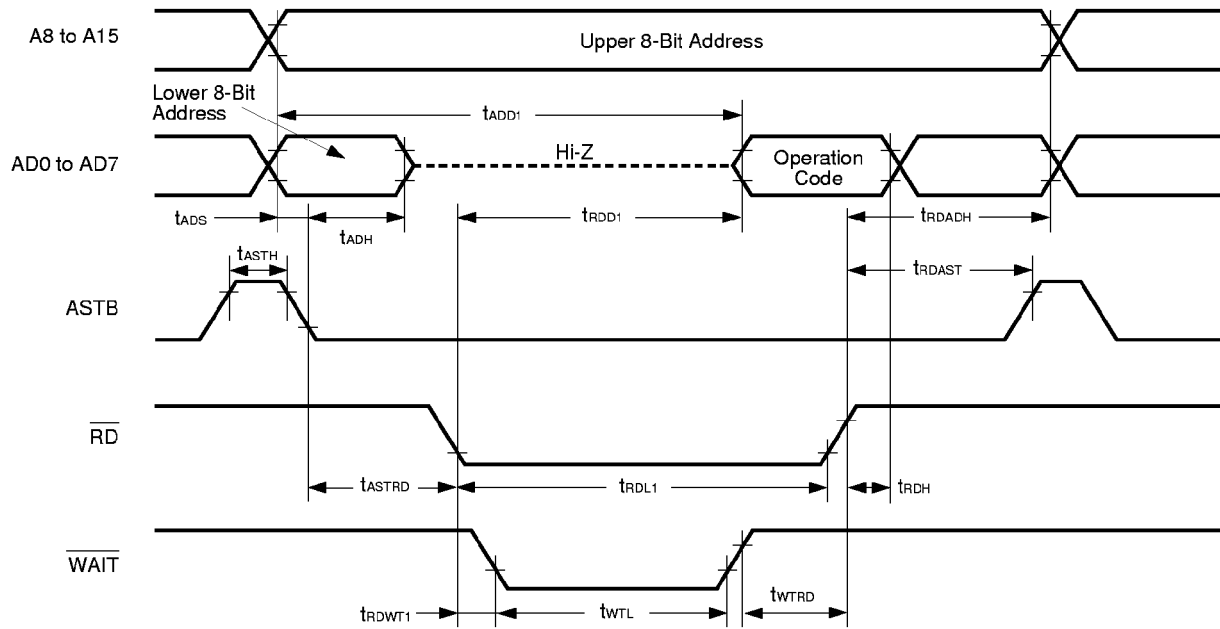 A8 to A15
Upper 8-Bit Address
Lower 8-Bit
Address
tADD1
AD0 to AD7
Hi-Z
Operation
Code
tADS
tADH
tRDD1
tRDADH
tASTH
tRDAST
ASTB
RD
tASTRD
tRDL1
tRDH
WAIT
tRDWT1
tWTL
tWTRD